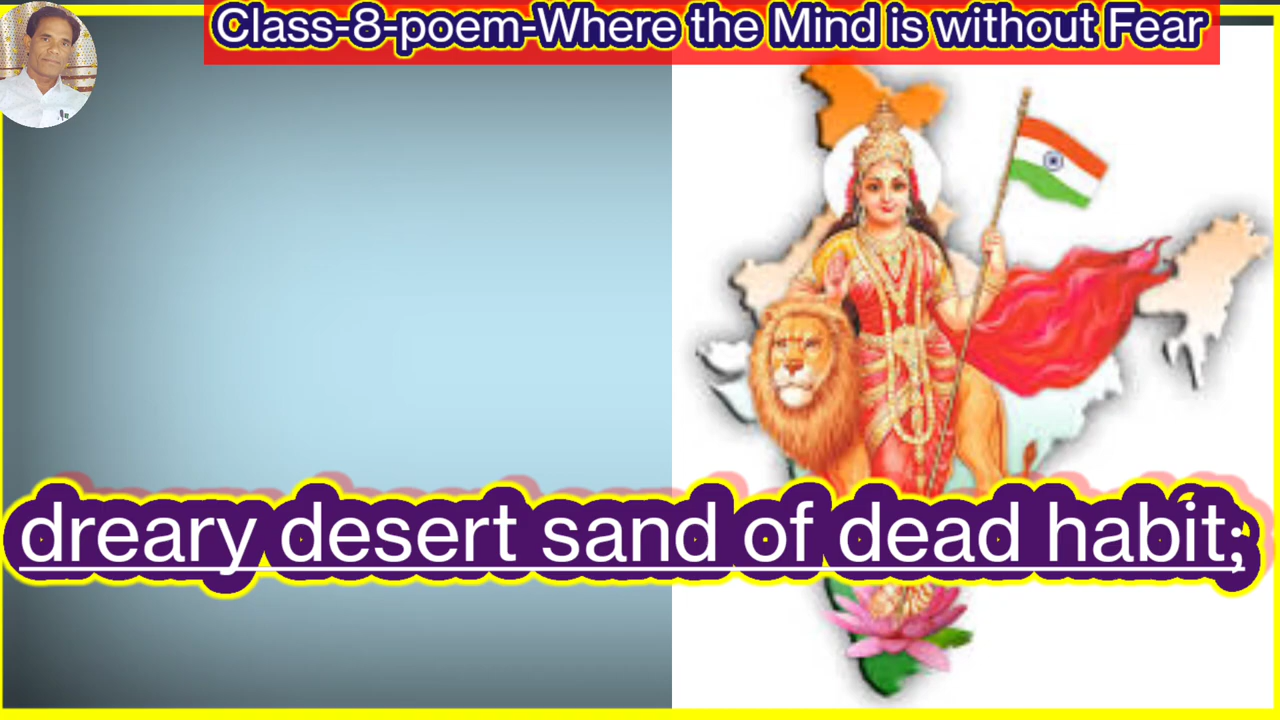 Class-8-poem-Where the Mind is without Fear
dreary desert sand of dead habit;